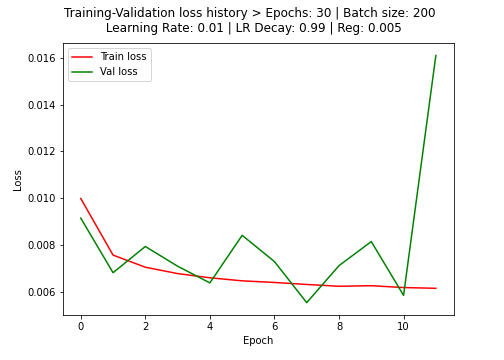 Training-Validation loss history > Epochs: 30 | Batch size: 200
Learning Rate: 0.01 | LR Decay: 0.99 | Reg: 0.005
Train loss
Val loss
0.016
0.014
0.012
0.010
0.008
0.006
Loss
0 2 4 6 8 10
Epoch